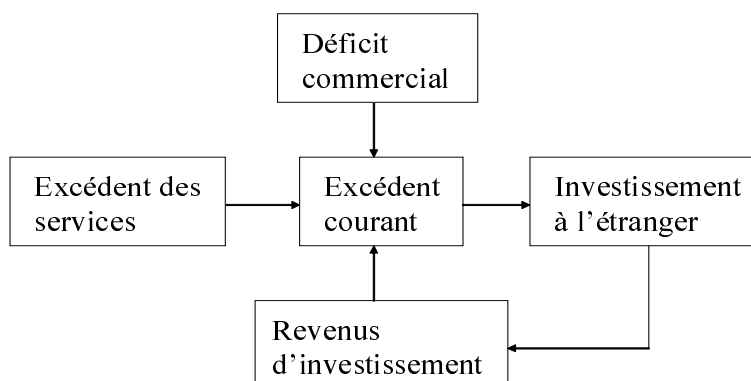 Déficit
commercial
Excédent des
services
Excédent
courant
Investissement
à l'étranger
Revenus
d'investissement